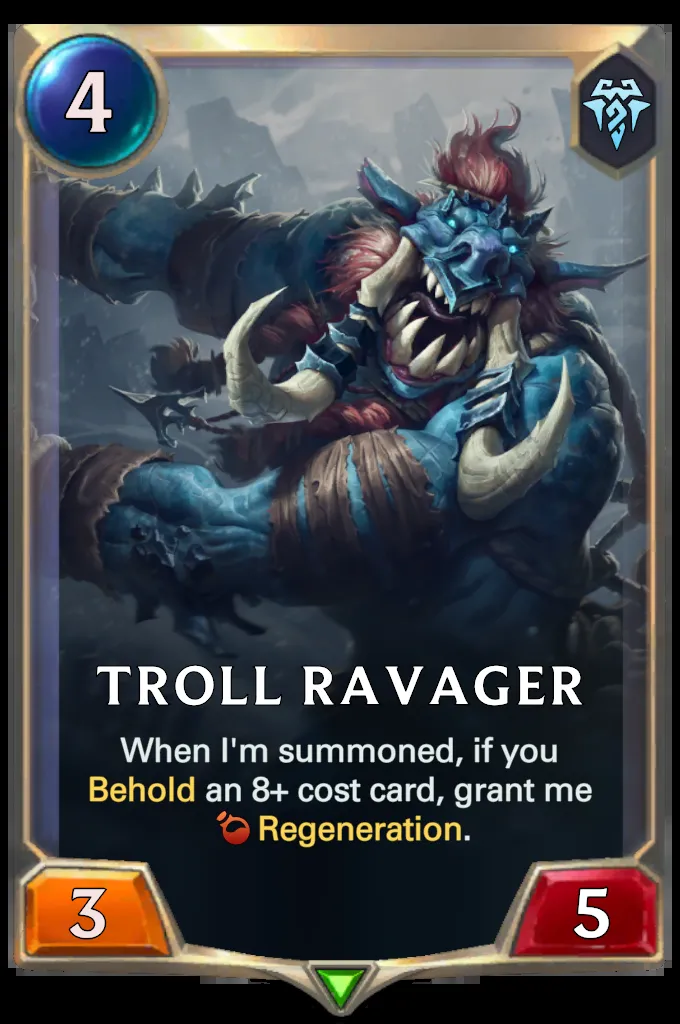 4
TROLL RAVAGER
When I'm summoned, if you
Behold an 8+ cost card, grant me
Regeneration.
3
5